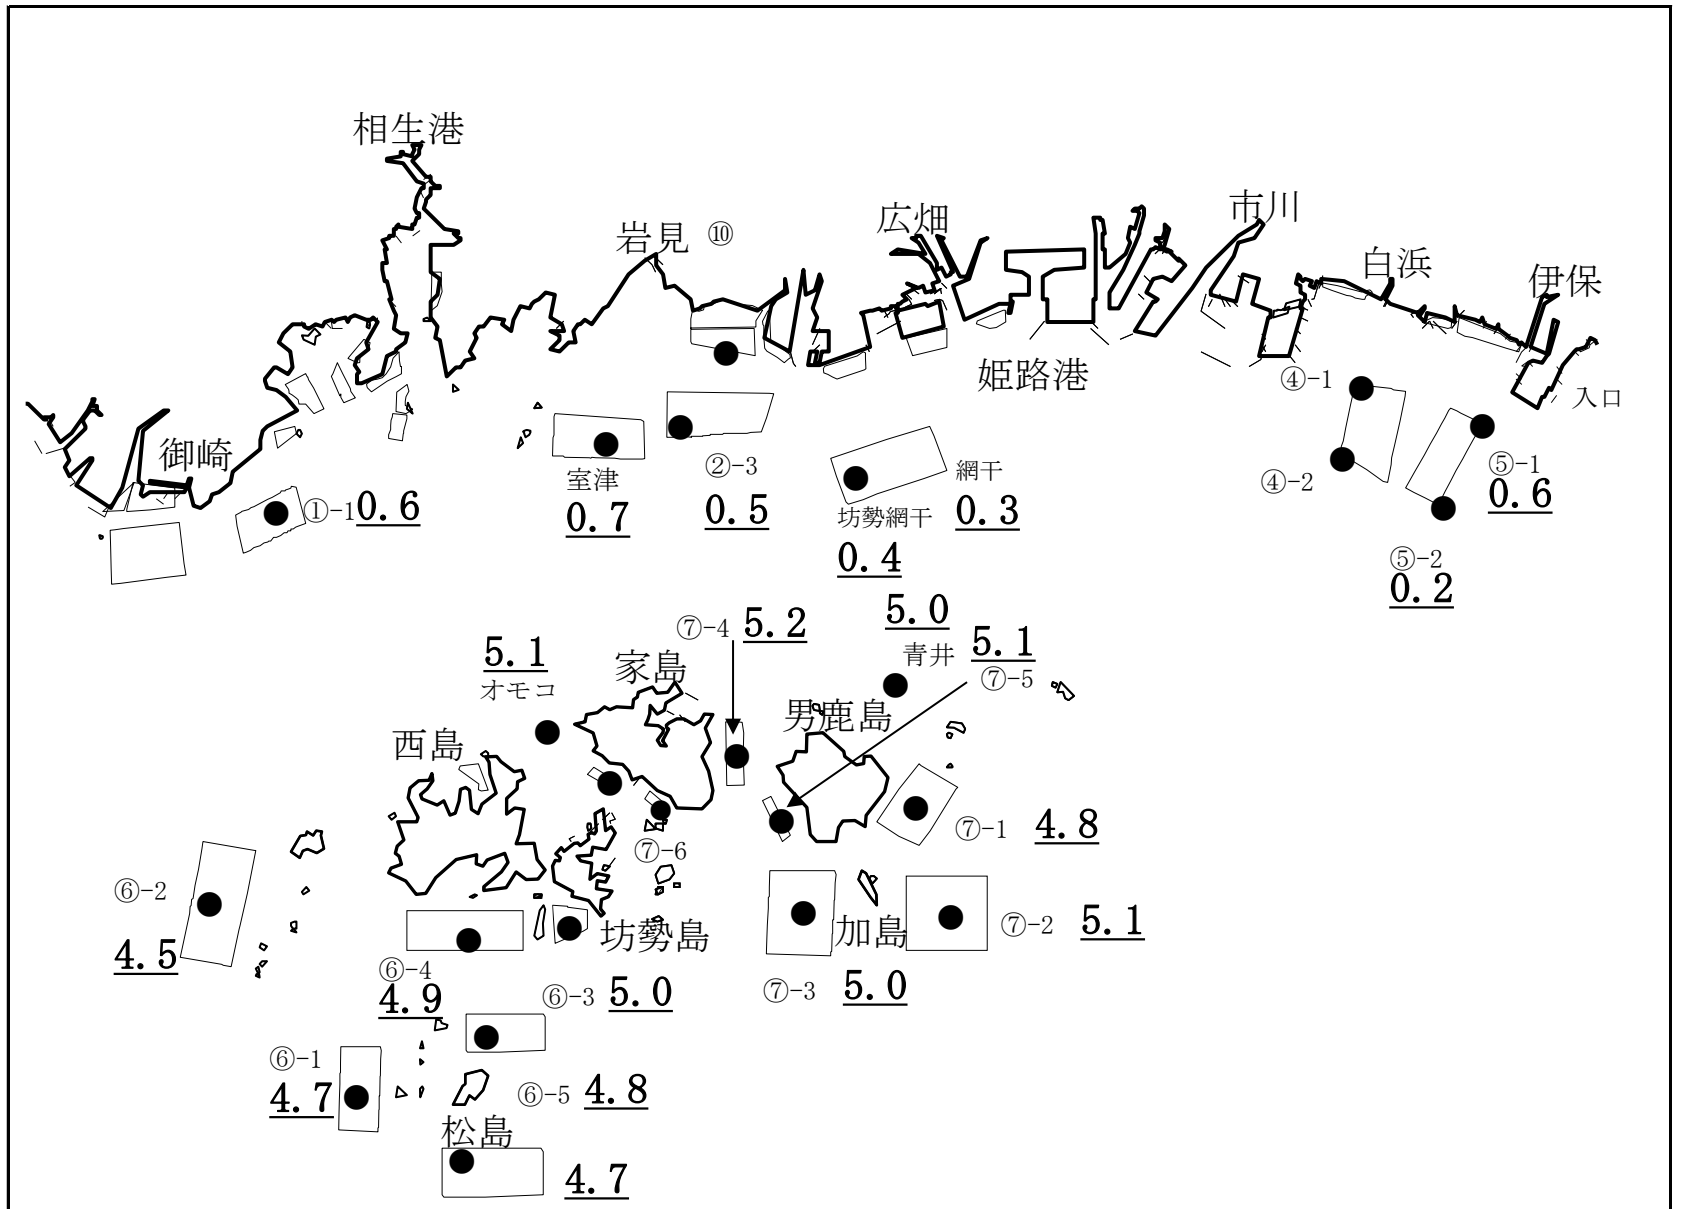 相生港
岩見 ⑩
広畑
市川
白浜
伊保
姫路港
④-1
入口
御崎
①-1 0.6
室津
0.7
②-3
0.5
坊勢網干
0.4
網干
0.3
④-2
⑤-1
0.6
⑤-2
0.2
5.1
オモコ
家島
⑦-4 5.2
5.0
青井
5.1
⑦-5
男鹿島
西島
⑦-6
⑦-1 4.8
⑥-2
4.5
坊勢島
加島
⑦-2 5.1
⑥-4
4.9
⑥-3 5.0
⑦-3 5.0
⑥-1
4.7
⑥-5 4.8
松島
4.7